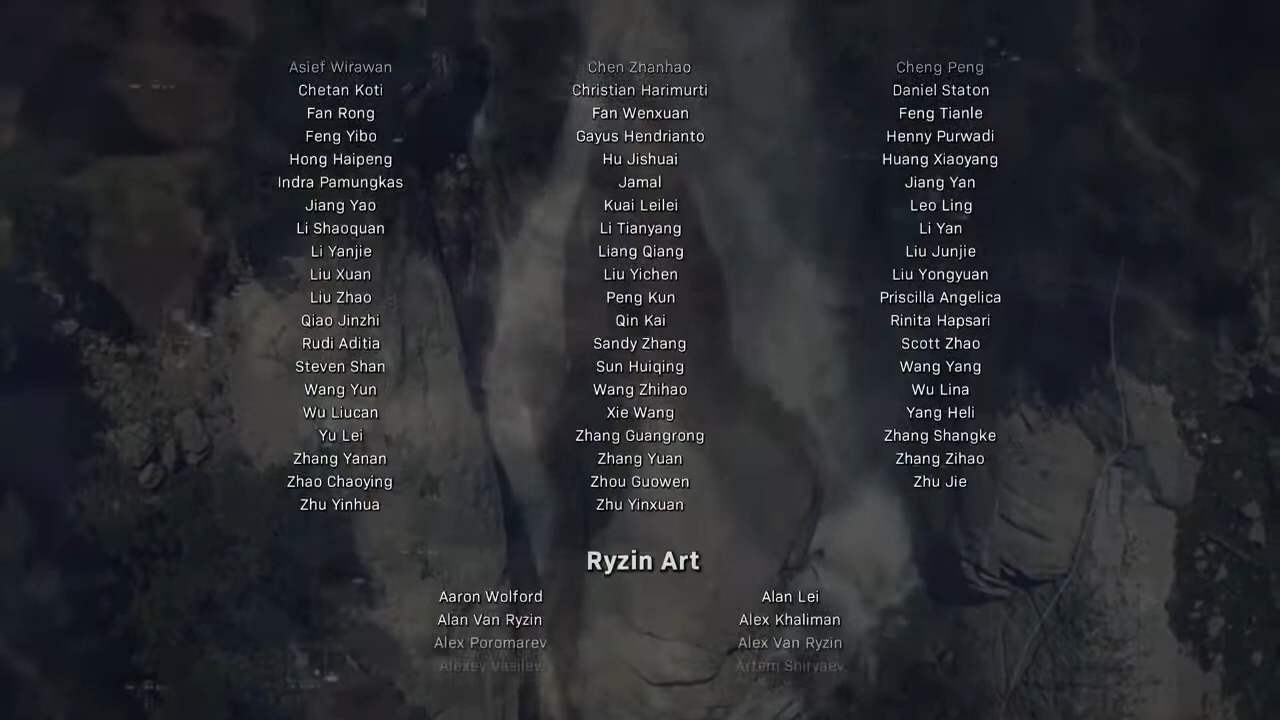 Asief Wirawan Chen Zhanhao Cheng Peng
Chetan Koti Christian Harimurti Daniel Staton
Fan Rong Fan Wenxuan Feng Tianle
Feng Yibo Gayus Hendrianto Henny Purwadi
Hong Haipeng Hu Jishuai Huang Xiaoyang
Indra Pamungkas Jamal Jiang Yan
Jiang Yao Kuai Leilei Leo Ling
Li Shaoquan Li Tianyang Li Yan
Li Yanjie Liang Qiang Liu Junjie
Liu Xuan Liu Yichen Liu Yongyuan
Liu Zhao Peng Kun Priscilla Angelica
Qiao Jinzhi Qin Kai Rinita Hapsari
Rudi Aditia Sandy Zhang Scott Zhao
Steven Shan Sun Huiqing Wang Yang
Wang Yun Wang Zhihao Wu Lina
Wu Liucan Xie Wang Yang Heli
Yu Lei Zhang Guangrong Zhang Shangke
Zhang Yanan Zhang Yuan Zhang Zihao
Zhao Chaoying Zhou Guowen Zhu Jie
Zhu Yinhua Zhu Yinxuan
Ryzin Art
Aaron Wolford Alan Lei
Alan Van Ryzin Alex Khaliman
Alex Poromarev Alex Van Ryzin
Alexey Vasilev Artem Shiryaev